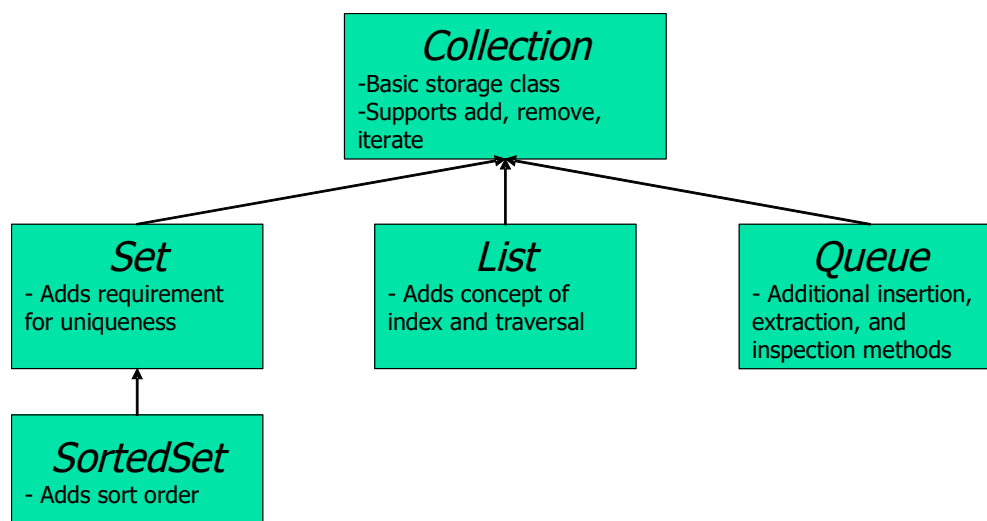 Collection
-Basic storage class
-Supports add, remove,
iterate
Set
- Adds requirement
for uniqueness
List
- Adds concept of
index and traversal
Queue
- Additional insertion,
extraction, and
inspection methods
SortedSet
- Adds sort order